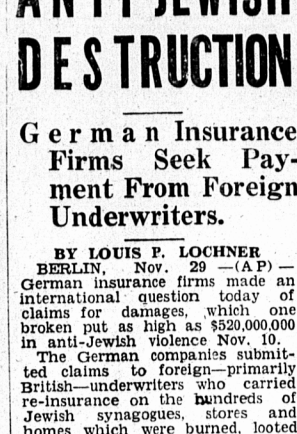 ANTI-JEWISH
DESTRUCTION
German Insurance
Firms Seek Pay-
ment From Foreign
Underwriters.
BY LOUIS P. LOCHNER
BERLIN, Nov. 29 —(AP)—
German insurance firms made an
international question today of
claims for damages, which one
broken put as high as $520,000,000
in anti-Jewish violence Nov. 10.
The German companies submit-
ted claims to foreign—primarily
British—underwriters who carried
re-insurance on the hundreds of
Jewish synagogues, stores and
homes which were burned, looted